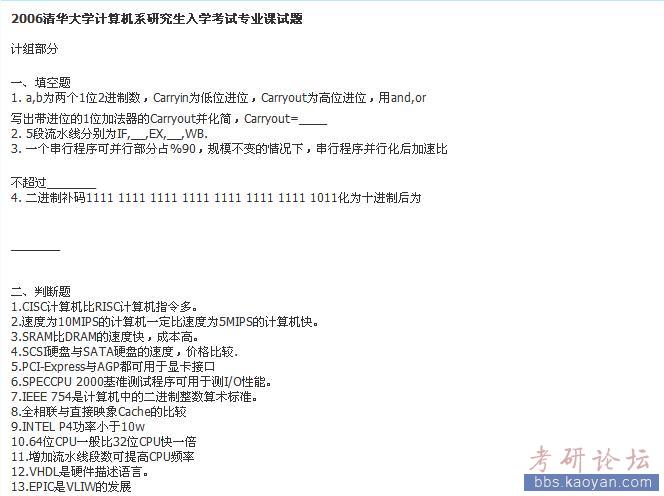 2006清华大学计算机系研究生入学考试专业课试题
计组部分
一、填空题
1. a,b为两个1位2进制数，Carryin为低位进位，Carryout为高位进位，用and,or
写出带进位的1位加法器的Carryout并化简，Carryout=_____
2. 5段流水线分别为IF,__,EX,__,WB.
3. 一个串行程序可并行部分占%90，规模不变的情况下，串行程序并行化后加速比
不超过________
4. 二进制补码1111 1111 1111 1111 1111 1111 1111 1011化为十进制后为
________
二、判断题
1.CISC计算机比RISC计算机指令多。
2.速度为10MIPS的计算机一定比速度为5MIPS的计算机快。
3.SRAM比DRAM的速度快，成本高。
4.SCSI硬盘与SATA硬盘的速度，价格比较.
5.PCI-Express与AGP都可用于显卡接口
6.SPECCPU 2000基准测试程序可用于测I/O性能。
7.IEEE 754是计算机中的二进制整数算术标准。
8.全相联与直接映象Cache的比较
9.INTEL P4功率小于10w
10.64位CPU一般比32位CPU快一倍
11.增加流水线段数可提高CPU频率
12.VHDL是硬件描述语言。
13.EPIC是VLIW的发展
考研论坛
bbs.kaoyan.com